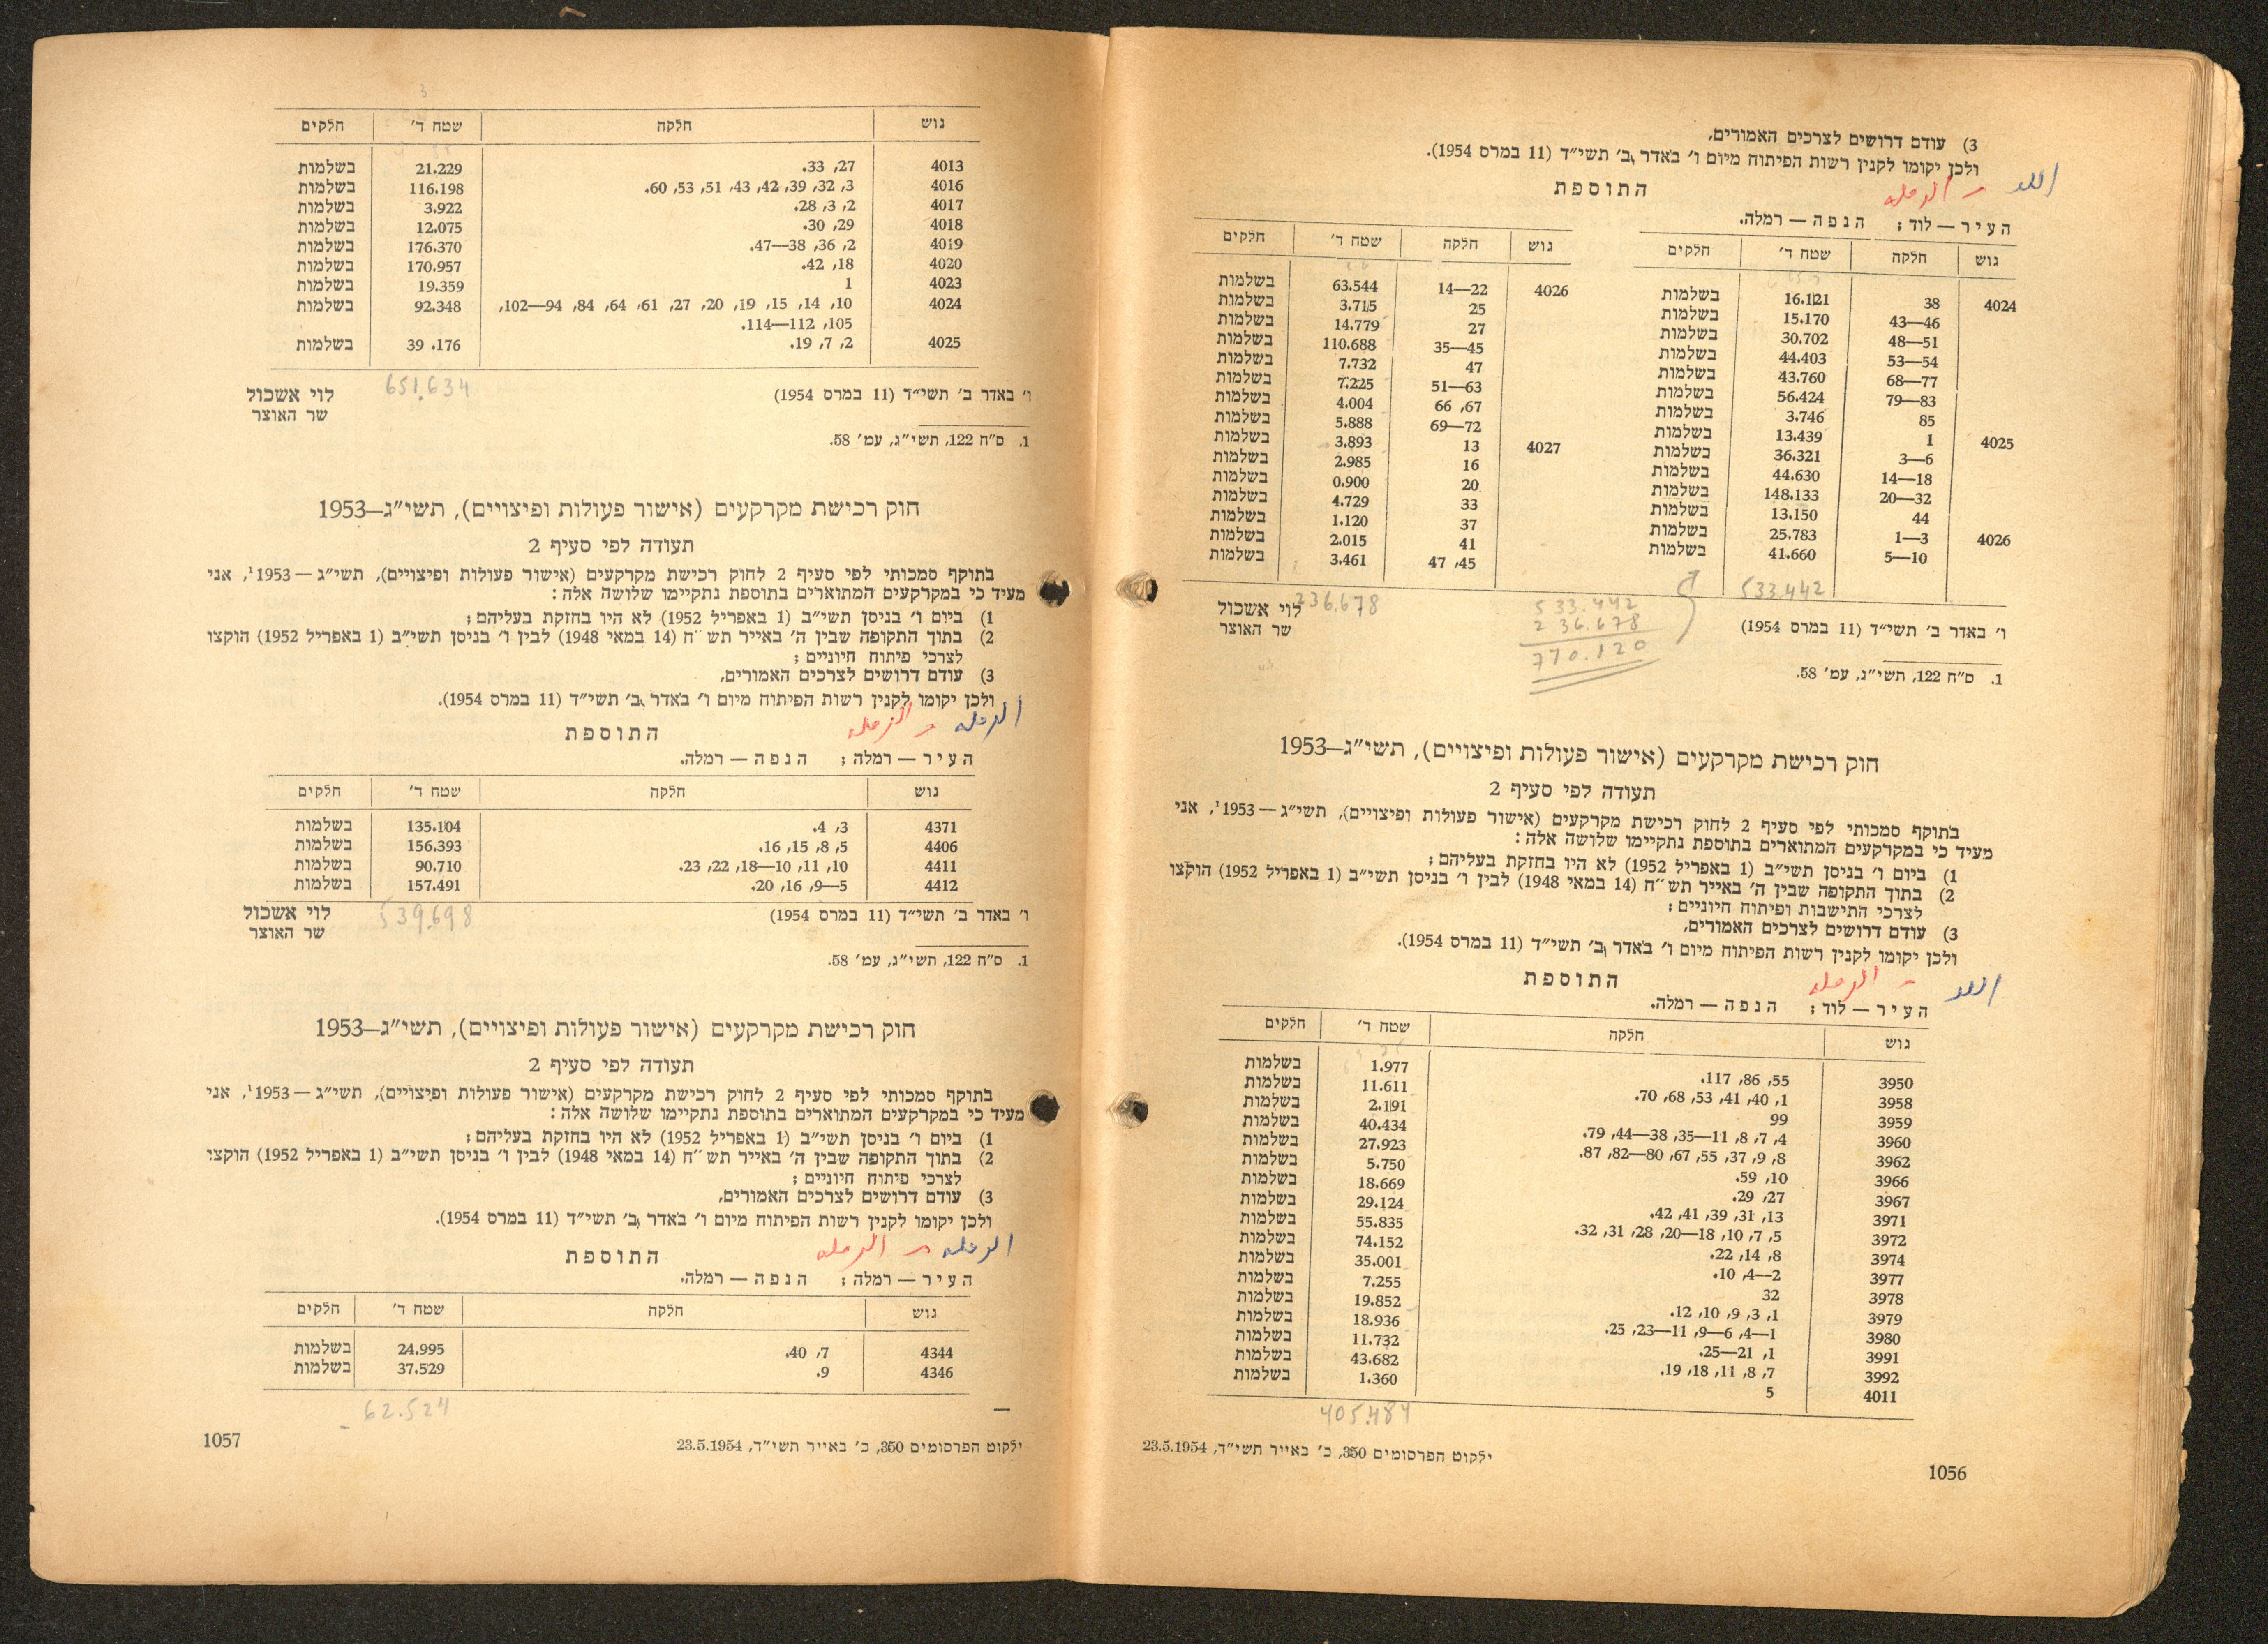 3) עודם דרושים לצרכים האמורים,
ולכן יקומו לקנין רשות הפיתוח מיום ו׳ באדר ב׳ תשי״ד (11 במרס 1954).
اللد – الرمله
התוספת
העיר — לוד; הנפה — רמלה.
גוש חלקה שטח ד׳ חלקים
4024 38 16.121 בשלמות
43—46 15.170 בשלמות
48—51 30.702 בשלמות
53—54 44.403 בשלמות
68—77 43.760 בשלמות
79—83 56.424 בשלמות
85 3.746 בשלמות
4025 1 13.439 בשלמות
3—6 36.321 בשלמות
14—18 44.630 בשלמות
20—32 148.133 בשלמות
44 13.150 בשלמות
4026 1—3 25.783 בשלמות
5—10 41.660 בשלמות
533.442
גוש חלקה שטח ד׳ חלקים
4026 14—22 63.544 בשלמות
25 3.715 בשלמות
27 14.779 בשלמות
35—45 110.688 בשלמות
47 7.732 בשלמות
51—63 7.225 בשלמות
66 ,67 4.004 בשלמות
69—72 5.888 בשלמות
4027 13 3.893 בשלמות
16 2.985 בשלמות
20 0.900 בשלמות
33 4.729 בשלמות
37 1.120 בשלמות
41 2.015 בשלמות
47 ,45 3.461 בשלמות
236.678
533.442
236.678
770.120
ו׳ באדר ב׳ תשי״ד (11 במרס 1954) לוי אשכול
שר האוצר
1. ס״ח 122, תשי״ג, עמ׳ 58.
חוק רכישת מקרקעים (אישור פעולות ופיצויים), תשי״ג–1953
תעודה לפי סעיף 2
בתוקף סמכותי לפי סעיף 2 לחוק רכישת מקרקעים (אישור פעולות ופיצויים), תשי״ג — 1953¹, אני
מעיד כי במקרקעים המתוארים בתוספת נתקיימו שלושה אלה:
1) ביום ו׳ בניסן תשי״ב (1 באפריל 1952) לא היו בחזקת בעליהם;
2) בתוך התקופה שבין ה׳ באייר תש״ח (14 במאי 1948) לבין ו׳ בניסן תשי״ב (1 באפריל 1952) הוקצו
לצרכי התישבות ופיתוח חיוניים;
3) עודם דרושים לצרכים האמורים,
ולכן יקומו לקנין רשות הפיתוח מיום ו׳ באדר ב׳ תשי״ד (11 במרס 1954).
اللد – الرمله
התוספת
העיר — לוד; הנפה — רמלה.
גוש חלקה שטח ד׳ חלקים
3950 55, 86, 117. 1.977 בשלמות
3958 1, 40, 41, 53, 68, 70. 11.611 בשלמות
3959 99 2.191 בשלמות
3960 4, 7, 8, 11—35, 38—44, 79. 40.434 בשלמות
3962 8, 9, 37, 55, 67, 80—82, 87. 27.923 בשלמות
3966 10, 59. 5.750 בשלמות
3967 27, 29. 18.669 בשלמות
3971 13, 31, 39, 41, 42. 29.124 בשלמות
3972 5, 7, 10, 18—20, 28, 31, 32. 55.835 בשלמות
3974 8, 14, 22. 74.152 בשלמות
3977 2—4, 10. 35.001 בשלמות
3978 32 7.255 בשלמות
3979 1, 3, 9, 10, 12. 19.852 בשלמות
3980 1—4, 6—9, 11—23, 25. 18.936 בשלמות
3991 1, 21—25. 11.732 בשלמות
3992 7, 8, 11, 18, 19. 43.682 בשלמות
4011 5 1.360 בשלמות
405.484
ילקוט הפרסומים 350, כ׳ באייר תשי״ד, 23.5.1954
1056
3
גוש חלקה שטח ד׳ חלקים
4013 27, 33. 21.229 בשלמות
4016 3, 32, 39, 42, 43, 51, 53, 60. 116.198 בשלמות
4017 2, 3, 28. 3.922 בשלמות
4018 29, 30. 12.075 בשלמות
4019 2, 36, 38—47. 176.370 בשלמות
4020 18, 42. 170.957 בשלמות
4023 1 19.359 בשלמות
4024 10, 14, 15, 19, 20, 27, 61, 64, 84, 94—102, 92.348 בשלמות
105, 112—114.
4025 2, 7, 19. 39.176 בשלמות
651.634
ו׳ באדר ב׳ תשי״ד (11 במרס 1954) לוי אשכול
שר האוצר
1. ס״ח 122, תשי״ג, עמ׳ 58.
חוק רכישת מקרקעים (אישור פעולות ופיצויים), תשי״ג–1953
תעודה לפי סעיף 2
בתוקף סמכותי לפי סעיף 2 לחוק רכישת מקרקעים (אישור פעולות ופיצויים), תשי״ג — 1953¹, אני
מעיד כי במקרקעים המתוארים בתוספת נתקיימו שלושה אלה:
1) ביום ו׳ בניסן תשי״ב (1 באפריל 1952) לא היו בחזקת בעליהם;
2) בתוך התקופה שבין ה׳ באייר תש״ח (14 במאי 1948) לבין ו׳ בניסן תשי״ב (1 באפריל 1952) הוקצו
לצרכי פיתוח חיוניים;
3) עודם דרושים לצרכים האמורים,
ולכן יקומו לקנין רשות הפיתוח מיום ו׳ באדר ב׳ תשי״ד (11 במרס 1954).
الرمله – الرمله
התוספת
העיר — רמלה; הנפה — רמלה.
גוש חלקה שטח ד׳ חלקים
4371 3, 4. 135.104 בשלמות
4406 5, 8, 15, 16. 156.393 בשלמות
4411 10, 11, 10—18, 22, 23. 90.710 בשלמות
4412 5—9, 16, 20. 157.491 בשלמות
539.698
ו׳ באדר ב׳ תשי״ד (11 במרס 1954) לוי אשכול
שר האוצר
1. ס״ח 122, תשי״ג, עמ׳ 58.
חוק רכישת מקרקעים (אישור פעולות ופיצויים), תשי״ג–1953
תעודה לפי סעיף 2
בתוקף סמכותי לפי סעיף 2 לחוק רכישת מקרקעים (אישור פעולות ופיצויים), תשי״ג — 1953¹, אני
מעיד כי במקרקעים המתוארים בתוספת נתקיימו שלושה אלה:
1) ביום ו׳ בניסן תשי״ב (1 באפריל 1952) לא היו בחזקת בעליהם;
2) בתוך התקופה שבין ה׳ באייר תש״ח (14 במאי 1948) לבין ו׳ בניסן תשי״ב (1 באפריל 1952) הוקצו
לצרכי פיתוח חיוניים;
3) עודם דרושים לצרכים האמורים,
ולכן יקומו לקנין רשות הפיתוח מיום ו׳ באדר ב׳ תשי״ד (11 במרס 1954).
الرمله – الرمله
התוספת
העיר — רמלה; הנפה — רמלה.
גוש חלקה שטח ד׳ חלקים
4344 7, 40. 24.995 בשלמות
4346 9. 37.529 בשלמות
62.524
ילקוט הפרסומים 350, כ׳ באייר תשי״ד, 23.5.1954
1057